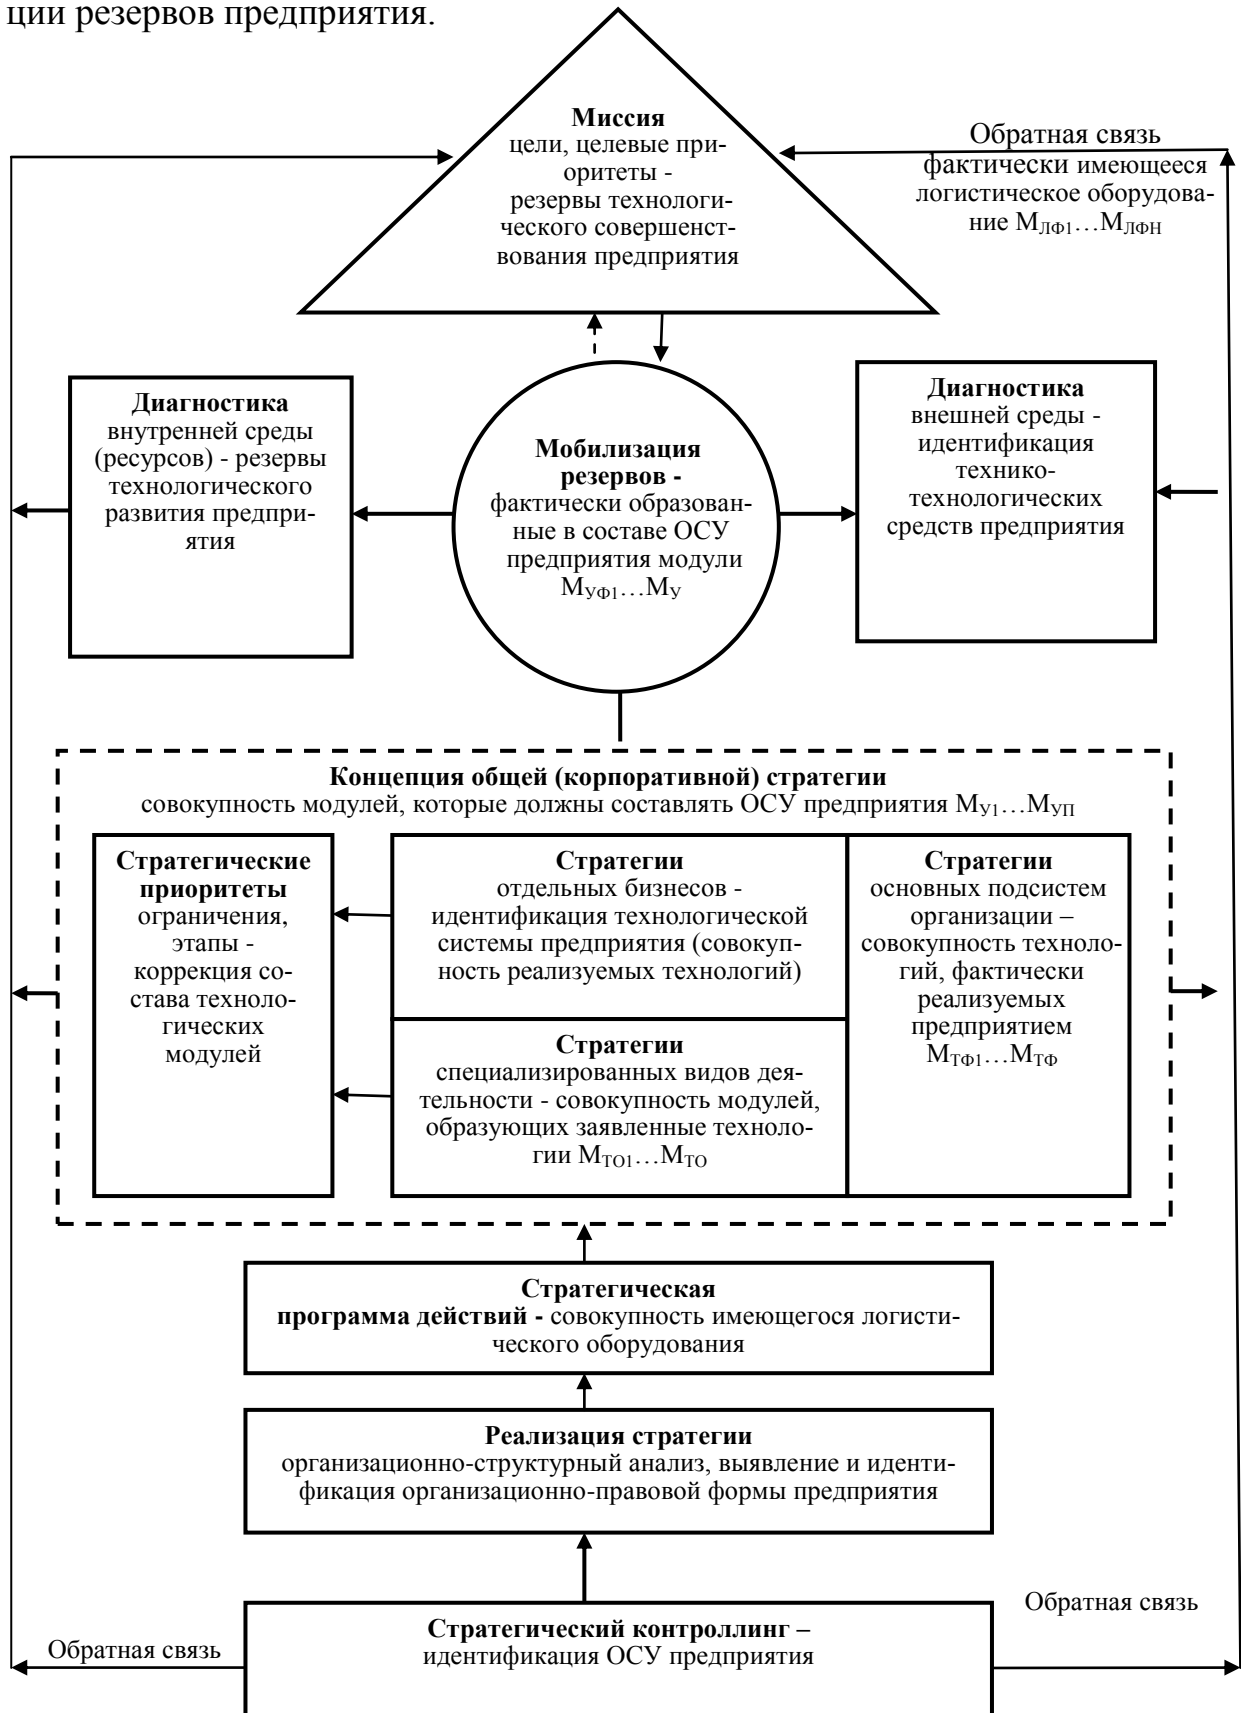 ции резервов предприятия.
Миссия
цели, целевые при-
оритеты -
резервы технологи-
ческого совершенст-
вования предприятия
Обратная связь
фактически имеющееся
логистическое оборудова-
ние МЛФ1…МЛФН
Диагностика
внутренней среды
(ресурсов) - резервы
технологического
развития предпри-
ятия
Мобилизация
резервов -
фактически образован-
ные в составе ОСУ
предприятия модули
МУФ1…МУ
Диагностика
внешней среды -
идентификация
технико-
технологических
средств предприятия
Концепция общей (корпоративной) стратегии
совокупность модулей, которые должны составлять ОСУ предприятия МУ1…МУП
Стратегические
приоритеты
ограничения,
этапы -
коррекция со-
става техноло-
гических
модулей
Стратегии
отдельных бизнесов -
идентификация технологической
системы предприятия (совокуп-
ность реализуемых технологий)
Стратегии
специализированных видов дея-
тельности - совокупность модулей,
образующих заявленные техноло-
гии МТО1…МТО
Стратегии
основных подсистем
организации –
совокупность техноло-
гий, фактически
реализуемых
предприятием
МТФ1…МТФ
Стратегическая
программа действий - совокупность имеющегося логисти-
ческого оборудования
Реализация стратегии
организационно-структурный анализ, выявление и иденти-
фикация организационно-правовой формы предприятия
Стратегический контроллинг –
идентификация ОСУ предприятия
Обратная связь
Обратная связь